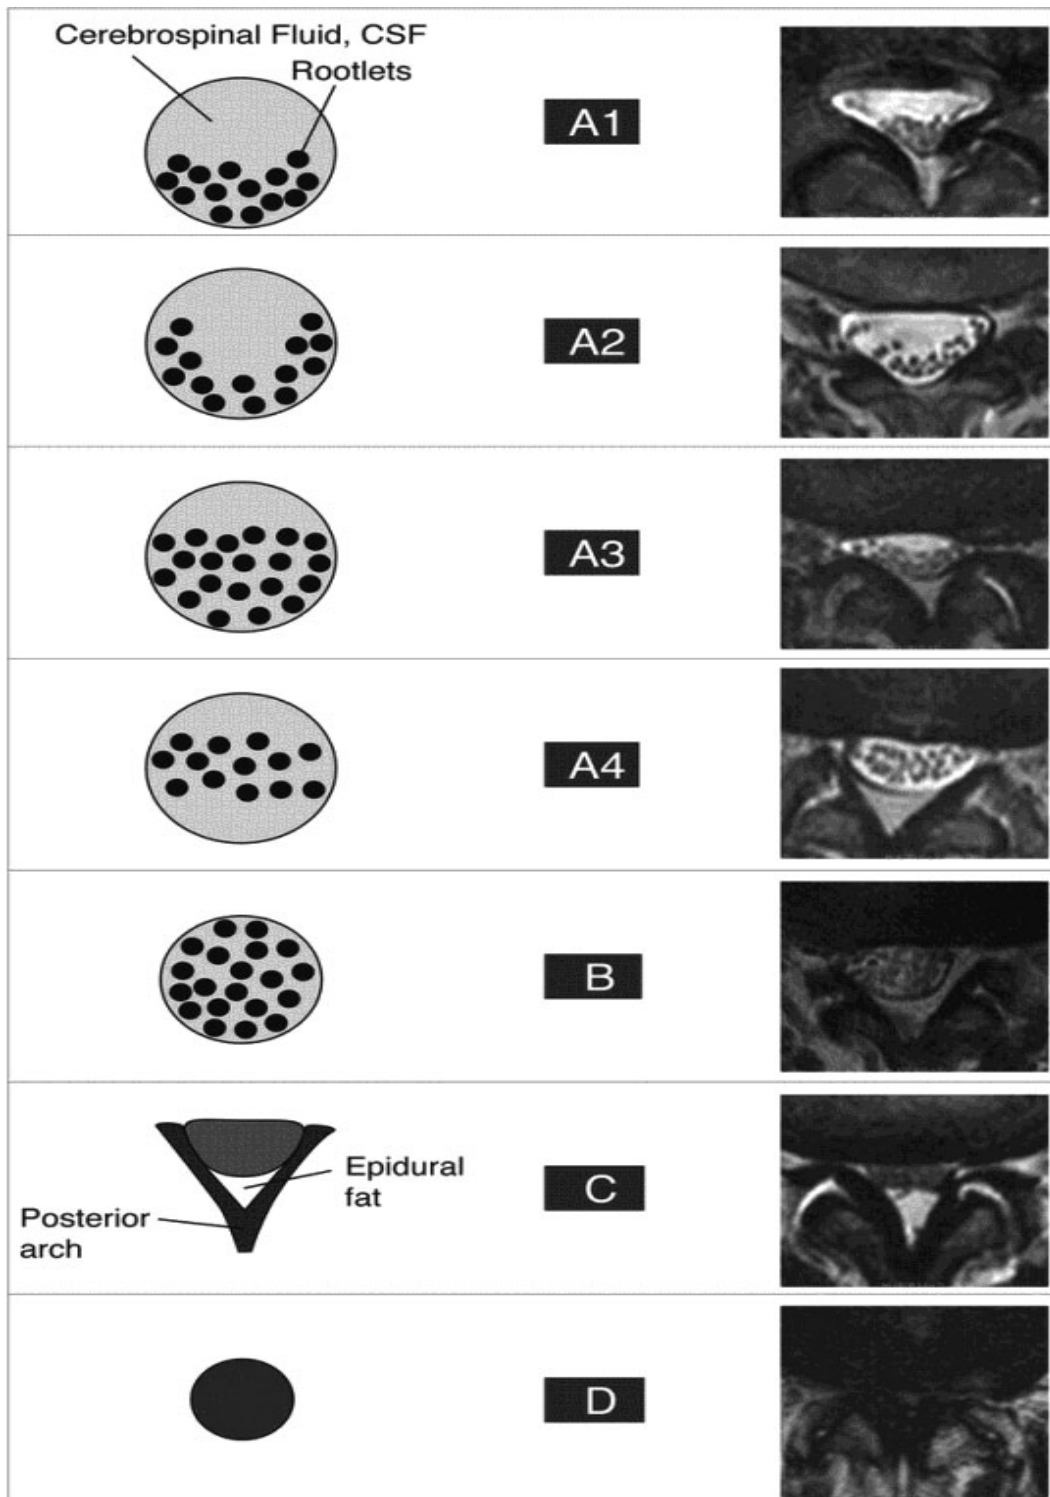 Cerebrospinal Fluid, CSF
Rootlets
A1
A2
A3
A4
B
C
Epidural
fat
Posterior
arch
D